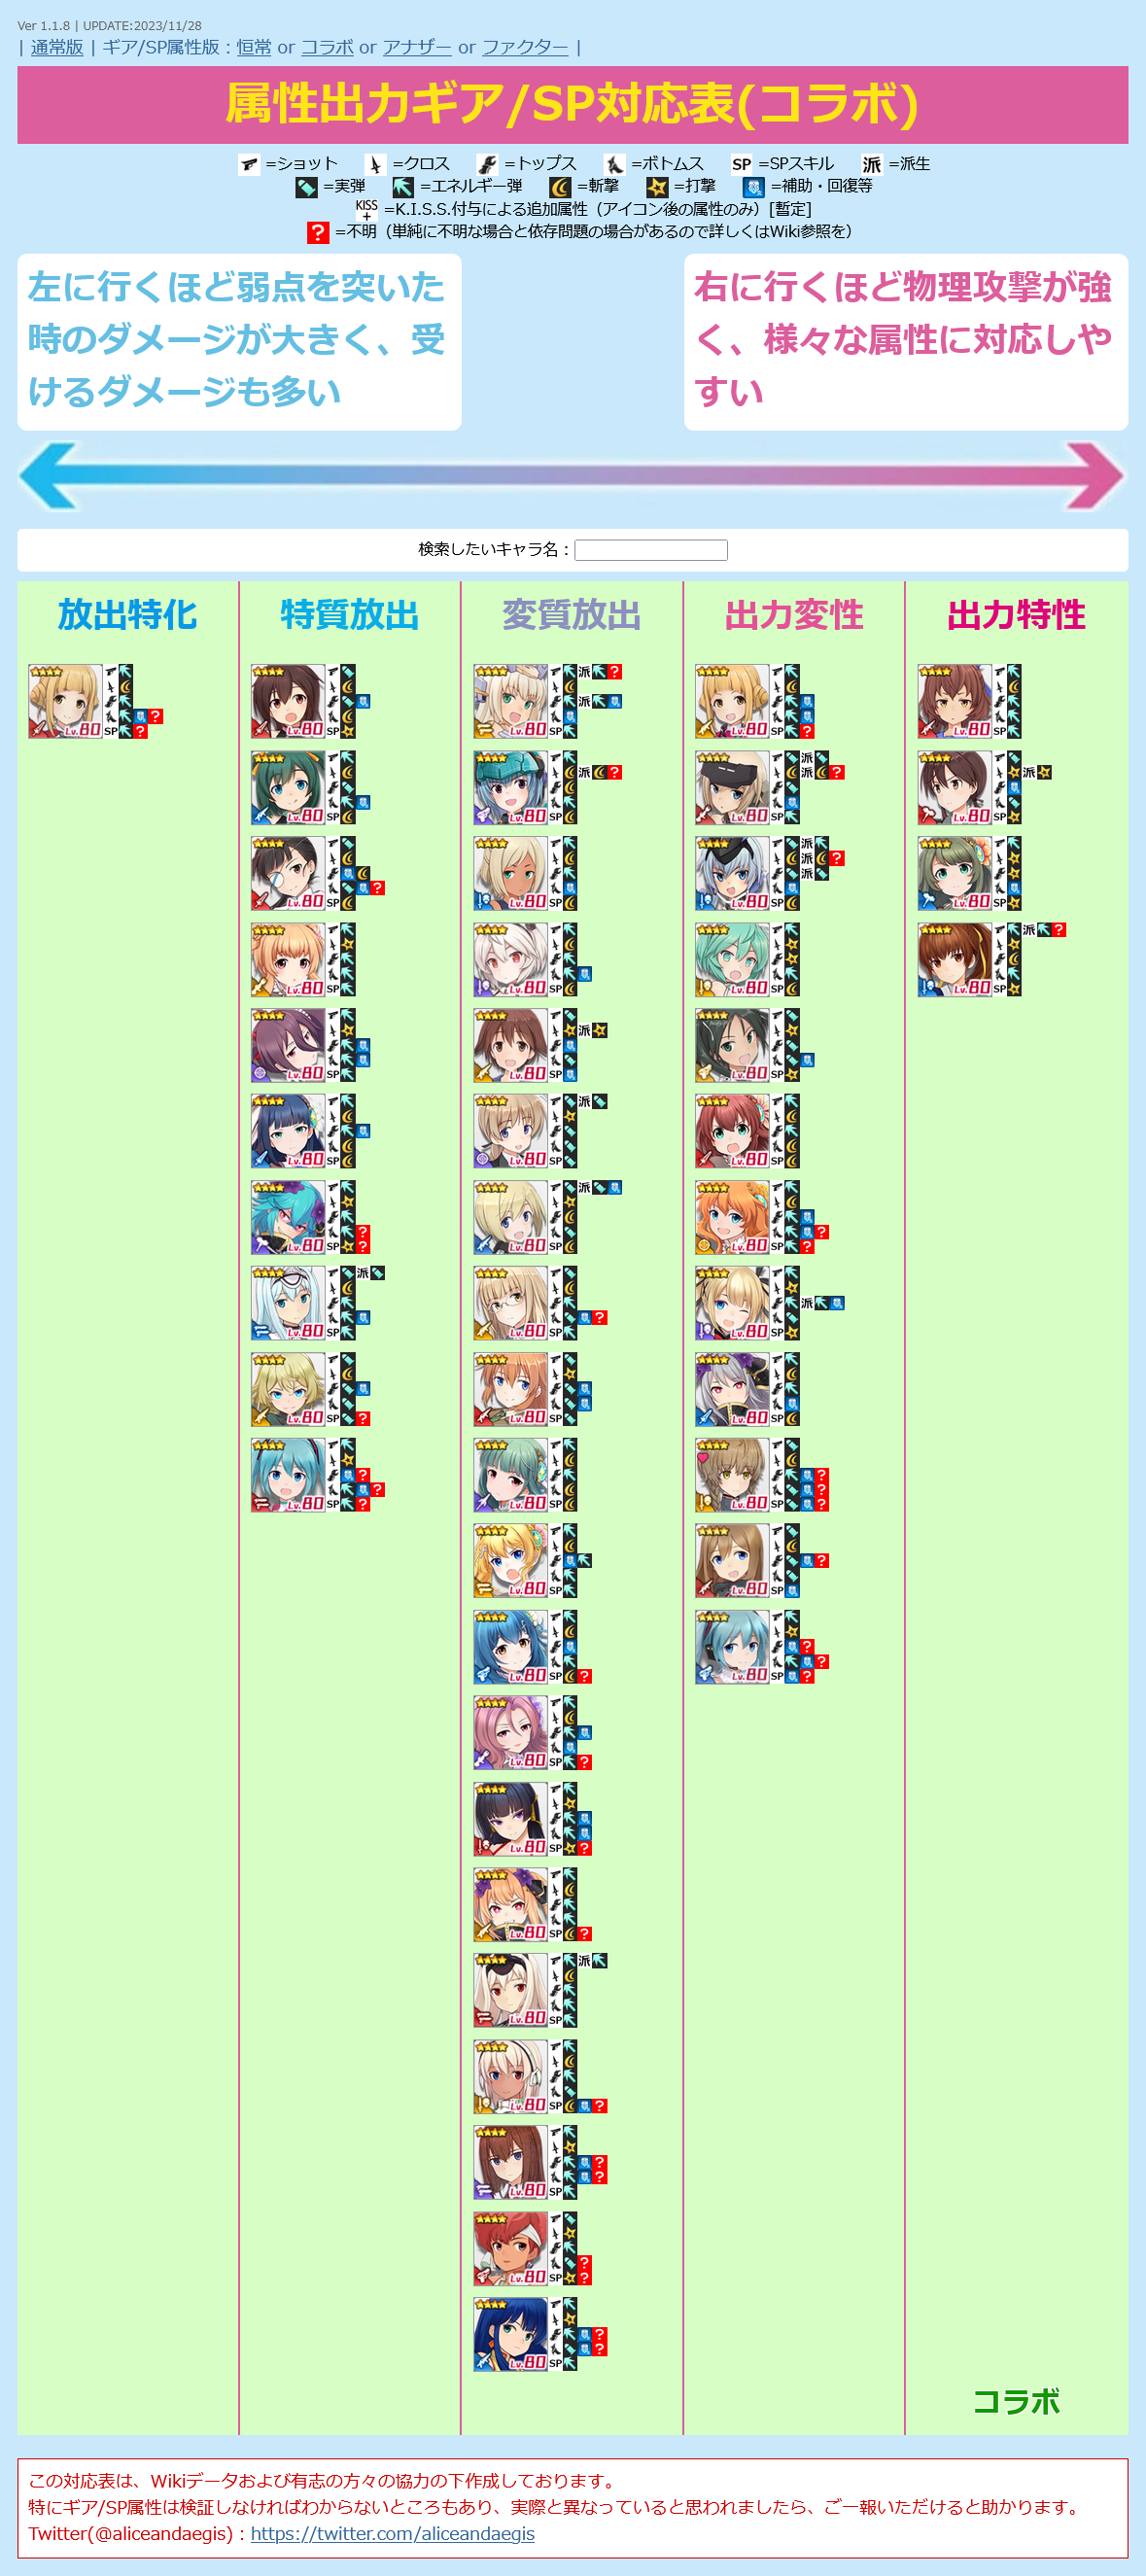 Ver 1.1.8 | UPDATE:2023/11/28
| 通常版 | ギア/SP属性版：恒常 or コラボ or アナザー or ファクター |
属性出力ギア/SP対応表(コラボ)
=ショット =クロス =トップス =ボトムス SP =SPスキル 派 =派生
=実弾 =エネルギー弾 =斬撃 =打撃 =補助・回復等
KISS+ =K.I.S.S.付与による追加属性（アイコン後の属性のみ）[暫定]
? =不明（単純に不明な場合と依存問題の場合があるので詳しくはWiki参照を）
左に行くほど弱点を突いた
時のダメージが大きく、受
けるダメージも多い
右に行くほど物理攻撃が強
く、様々な属性に対応しや
すい
検索したいキャラ名：
放出特化 特質放出 変質放出 出力変性 出力特性
コラボ
この対応表は、Wikiデータおよび有志の方々の協力の下作成しております。
特にギア/SP属性は検証しなければわからないところもあり、実際と異なっていると思われましたら、ご一報いただけると助かります。
Twitter(@aliceandaegis)：https://twitter.com/aliceandaegis